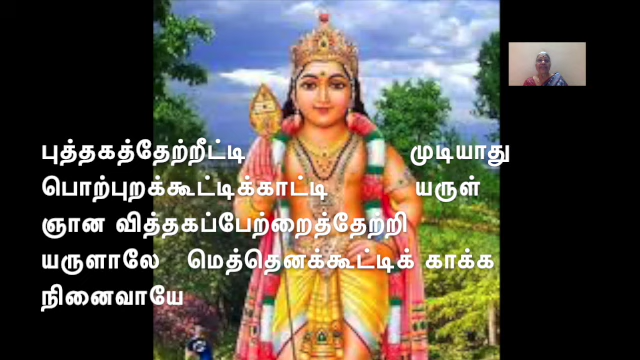 புத்தகத்தேற்றீட்டி முடியாது
பொற்புறக்கூட்டிக்காட்டி யருள்
ஞான வித்தகப்பேற்றைத்தேற்றி
யருளாலே மெத்தெனக்கூட்டிக் காக்க
நினைவாயே